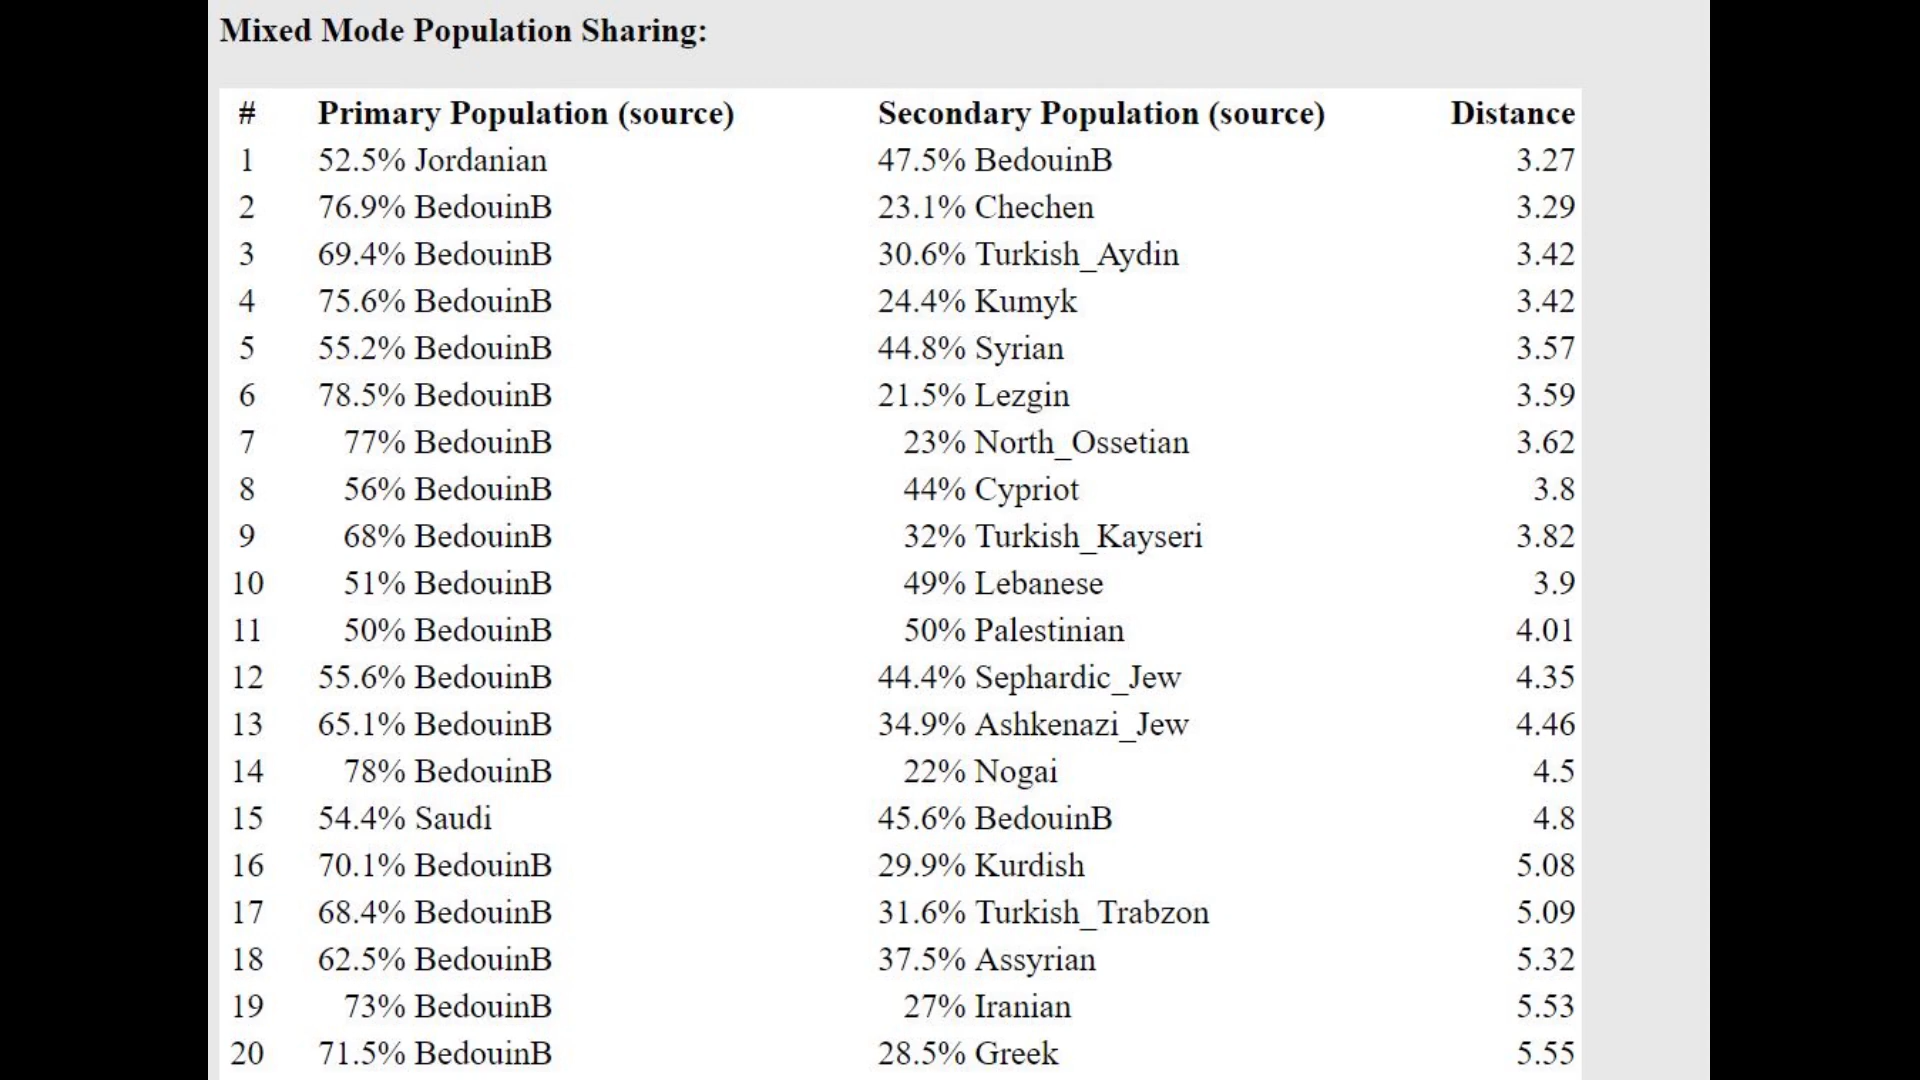 Mixed Mode Population Sharing:
# Primary Population (source) Secondary Population (source) Distance
1 52.5% Jordanian 47.5% BedouinB 3.27
2 76.9% BedouinB 23.1% Chechen 3.29
3 69.4% BedouinB 30.6% Turkish_Aydin 3.42
4 75.6% BedouinB 24.4% Kumyk 3.42
5 55.2% BedouinB 44.8% Syrian 3.57
6 78.5% BedouinB 21.5% Lezgin 3.59
7 77% BedouinB 23% North_Ossetian 3.62
8 56% BedouinB 44% Cypriot 3.8
9 68% BedouinB 32% Turkish_Kayseri 3.82
10 51% BedouinB 49% Lebanese 3.9
11 50% BedouinB 50% Palestinian 4.01
12 55.6% BedouinB 44.4% Sephardic_Jew 4.35
13 65.1% BedouinB 34.9% Ashkenazi_Jew 4.46
14 78% BedouinB 22% Nogai 4.5
15 54.4% Saudi 45.6% BedouinB 4.8
16 70.1% BedouinB 29.9% Kurdish 5.08
17 68.4% BedouinB 31.6% Turkish_Trabzon 5.09
18 62.5% BedouinB 37.5% Assyrian 5.32
19 73% BedouinB 27% Iranian 5.53
20 71.5% BedouinB 28.5% Greek 5.55